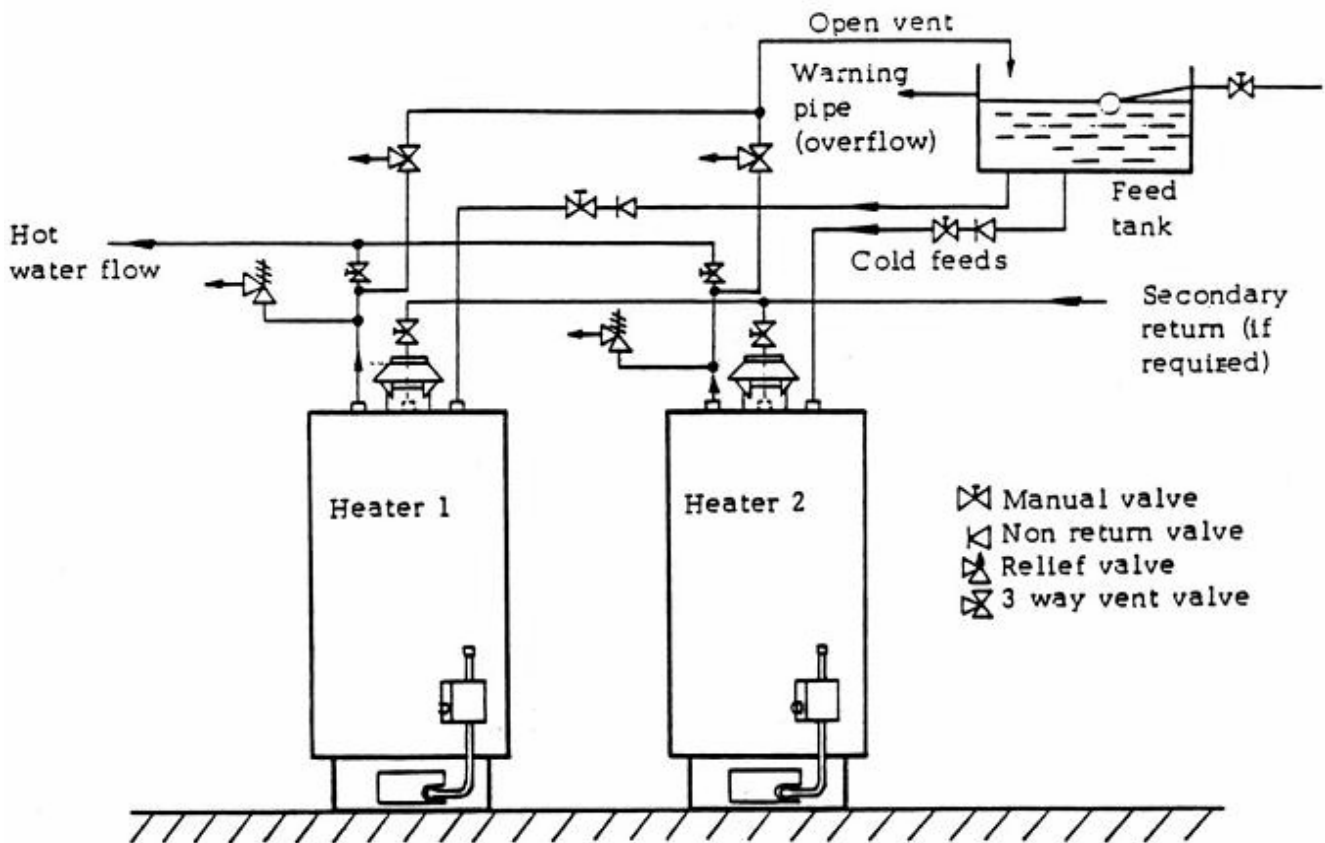 Open vent
Warning
pipe
(overflow)
Feed
tank
Hot
water flow
Cold feeds
Secondary
return (if
required)
Heater 1
Heater 2
Manual valve
Non return valve
Relief valve
3 way vent valve